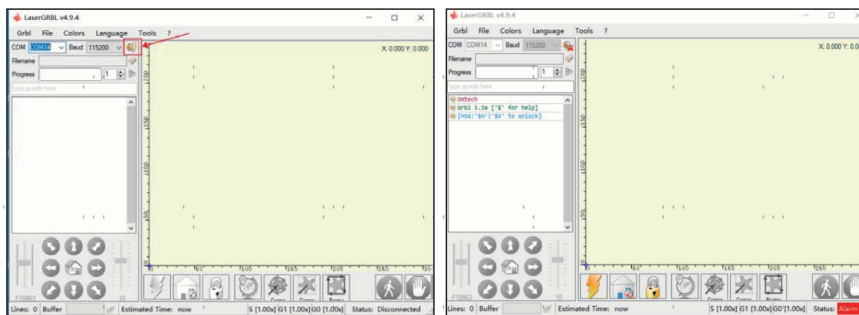 LaserGRBL v4.9.4
Grbl File Colors Language Tools ?
COM COM14 Baud 115200
Filename
Progress 1
type gcode here
X: 0.000 Y: 0.000
Lines: 0 Buffer Estimated Time: now S [1.00x] G1 [1.00x] G0 [1.00x] Status: Disconnected
LaserGRBL v4.9.4
Grbl File Colors Language Tools ?
COM COM14 Baud 115200
Filename
Progress 1
type gcode here
Omtech
Grbl 1.3a ['$' for help]
[MSG:'$H'|'$X' to unlock]
X: 0.000 Y: 0.000
Lines: 0 Buffer Estimated Time: now S [1.00x] G1 [1.00x] G0 [1.00x] Status: Alarm